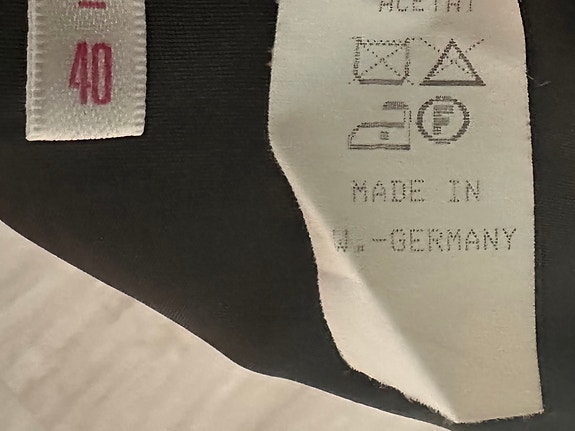 40
ACETAT
F
MADE IN
W.-GERMANY